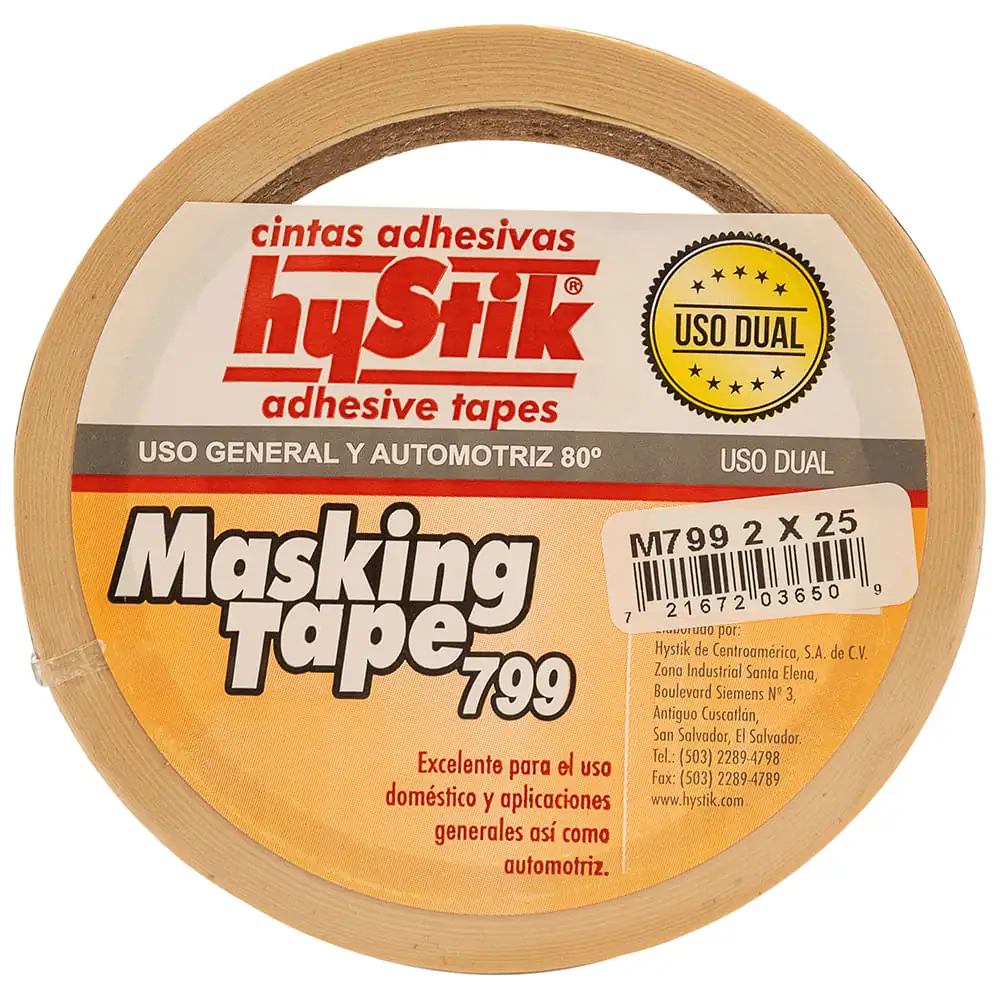 cintas adhesivas
hyStik®
adhesive tapes
USO DUAL
USO GENERAL Y AUTOMOTRIZ 80º
USO DUAL
Masking
Tape 799
M799 2 X 25
7 21672 03650 9
Elaborado por:
Hystik de Centroamérica, S.A. de C.V.
Zona Industrial Santa Elena,
Boulevard Siemens Nº 3,
Antiguo Cuscatlán,
San Salvador, El Salvador.
Tel.: (503) 2289-4798
Fax: (503) 2289-4789
www.hystik.com
Excelente para el uso
doméstico y aplicaciones
generales así como
automotriz.